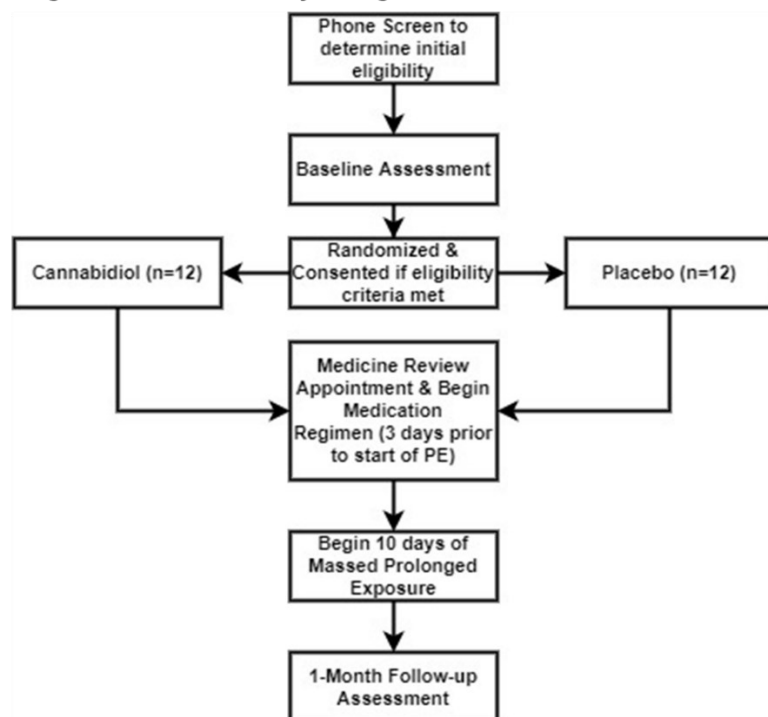 Phone Screen to
determine initial
eligibility
Baseline Assessment
Cannabidiol (n=12)
Randomized &
Consented if eligibility
criteria met
Placebo (n=12)
Medicine Review
Appointment & Begin
Medication
Regimen (3 days prior
to start of PE)
Begin 10 days of
Massed Prolonged
Exposure
1-Month Follow-up
Assessment